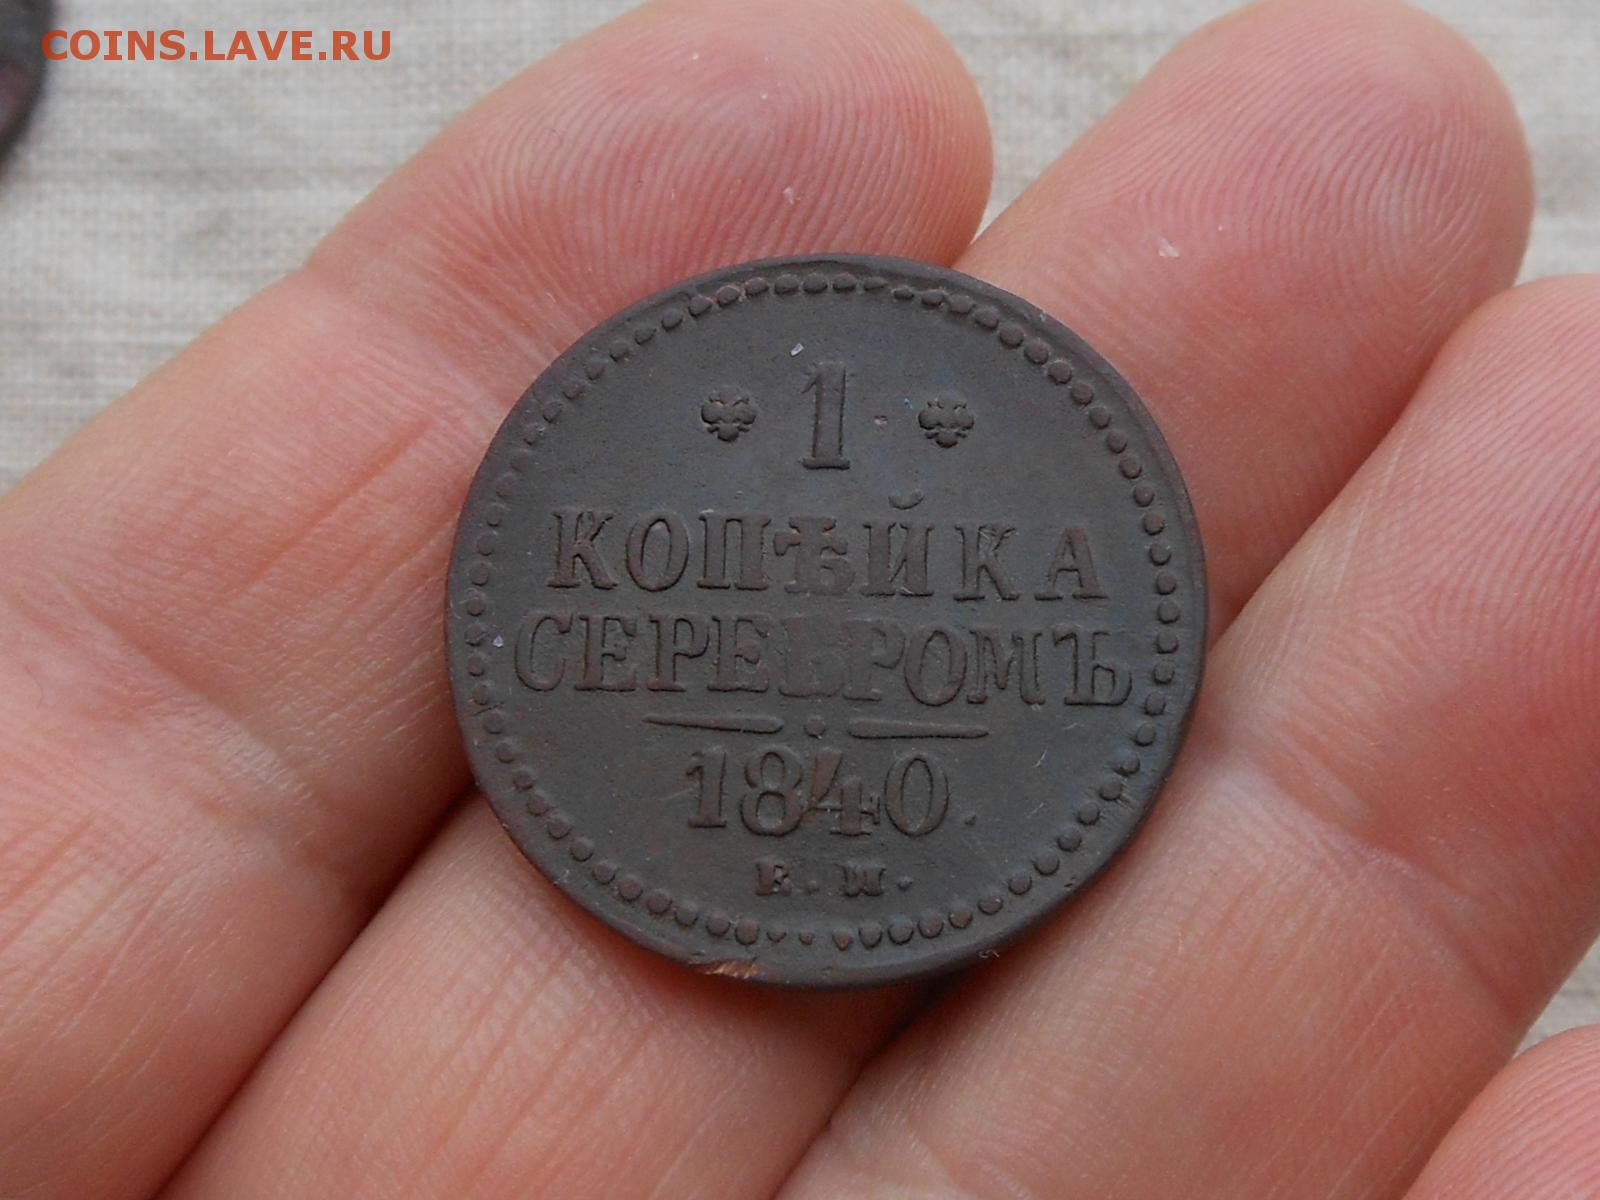 COINS.LAVE.RU
1
КОПѢЙКА
СЕРЕБРОМЪ
1840.
Е.М.